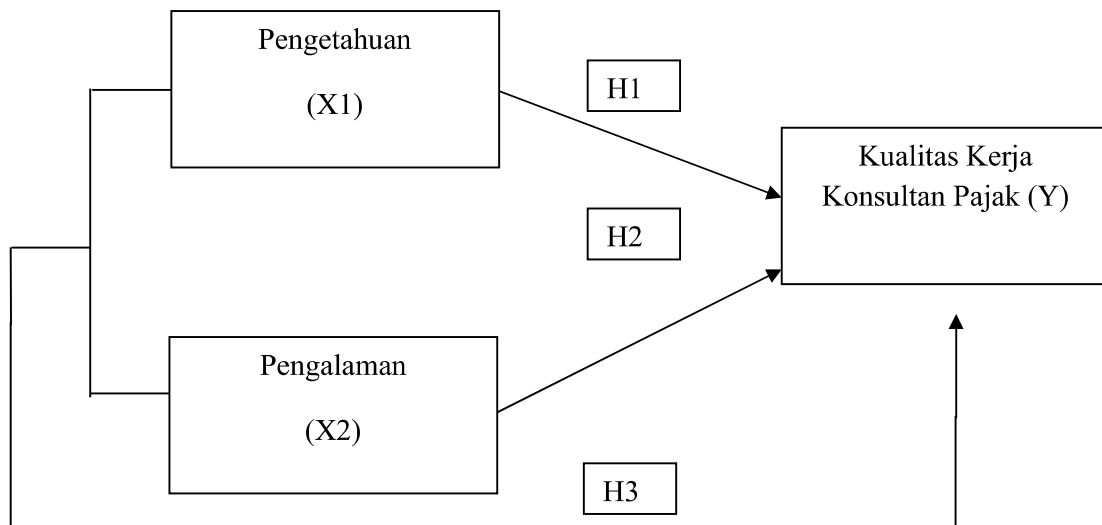 Pengetahuan
(X1)
H1
Kualitas Kerja
Konsultan Pajak (Y)
H2
Pengalaman
(X2)
H3